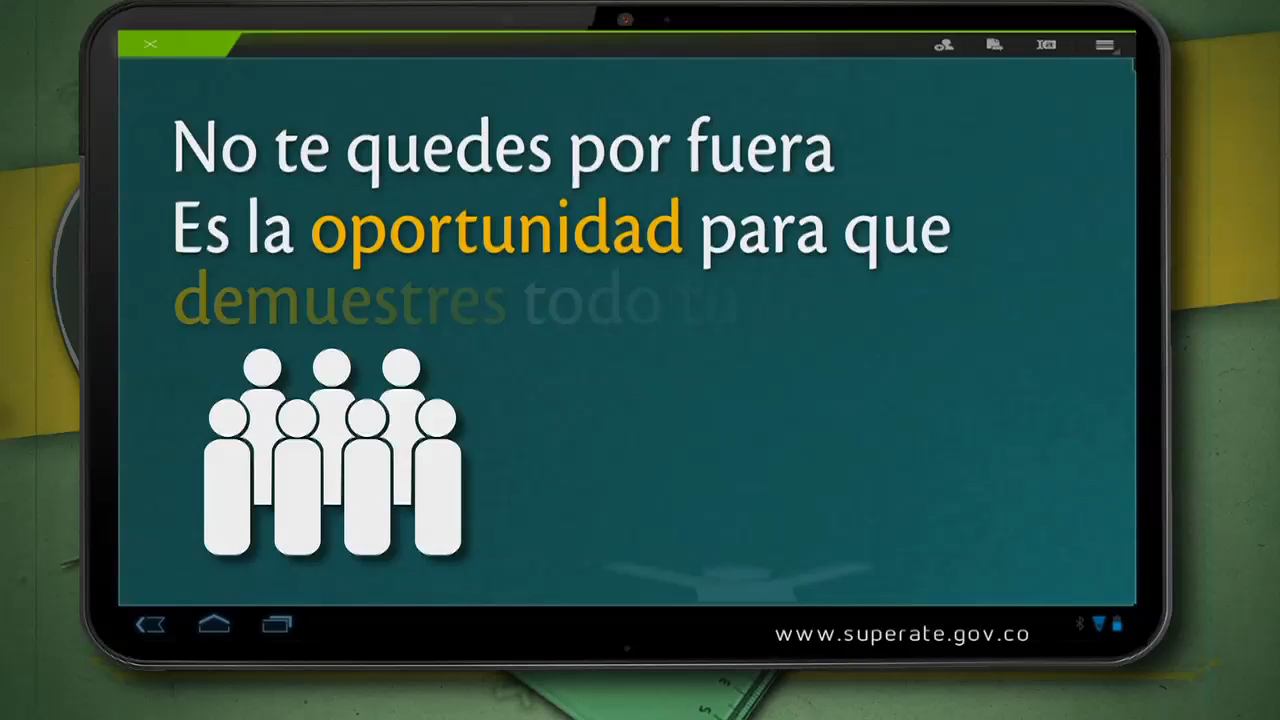 No te quedes por fuera
Es la oportunidad para que
demuestres todo tu
www.superate.gov.co